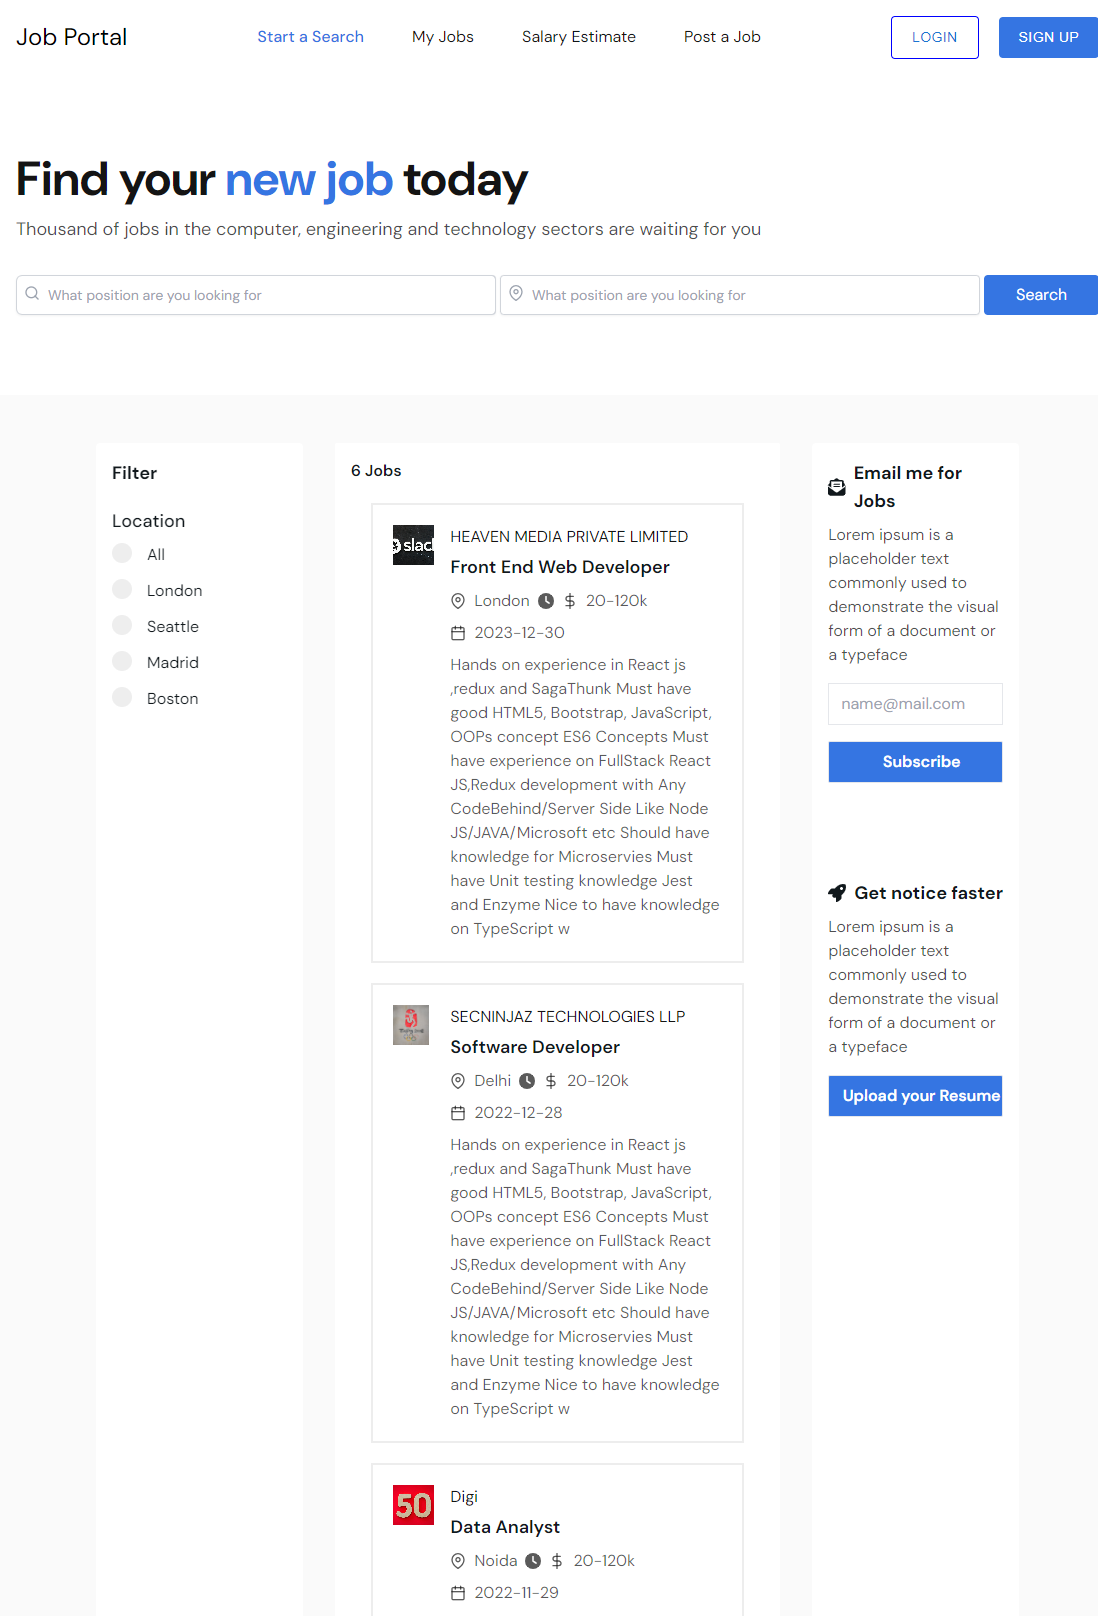 Job Portal
Start a Search
My Jobs
Salary Estimate
Post a Job
LOGIN
SIGN UP
Find your new job today
Thousand of jobs in the computer, engineering and technology sectors are waiting for you
What position are you looking for
What position are you looking for
Search
Filter
Location
All
London
Seattle
Madrid
Boston
6 Jobs
slack
HEAVEN MEDIA PRIVATE LIMITED
Front End Web Developer
London $ 20-120k
2023-12-30
Hands on experience in React js
,redux and SagaThunk Must have
good HTML5, Bootstrap, JavaScript,
OOPs concept ES6 Concepts Must
have experience on FullStack React
JS,Redux development with Any
CodeBehind/Server Side Like Node
JS/JAVA/Microsoft etc Should have
knowledge for Microservies Must
have Unit testing knowledge Jest
and Enzyme Nice to have knowledge
on TypeScript w
SECNINJAZ TECHNOLOGIES LLP
Software Developer
Delhi $ 20-120k
2022-12-28
Hands on experience in React js
,redux and SagaThunk Must have
good HTML5, Bootstrap, JavaScript,
OOPs concept ES6 Concepts Must
have experience on FullStack React
JS,Redux development with Any
CodeBehind/Server Side Like Node
JS/JAVA/Microsoft etc Should have
knowledge for Microservies Must
have Unit testing knowledge Jest
and Enzyme Nice to have knowledge
on TypeScript w
50
Digi
Data Analyst
Noida $ 20-120k
2022-11-29
Email me for
Jobs
Lorem ipsum is a
placeholder text
commonly used to
demonstrate the visual
form of a document or
a typeface
name@mail.com
Subscribe
Get notice faster
Lorem ipsum is a
placeholder text
commonly used to
demonstrate the visual
form of a document or
a typeface
Upload your Resume